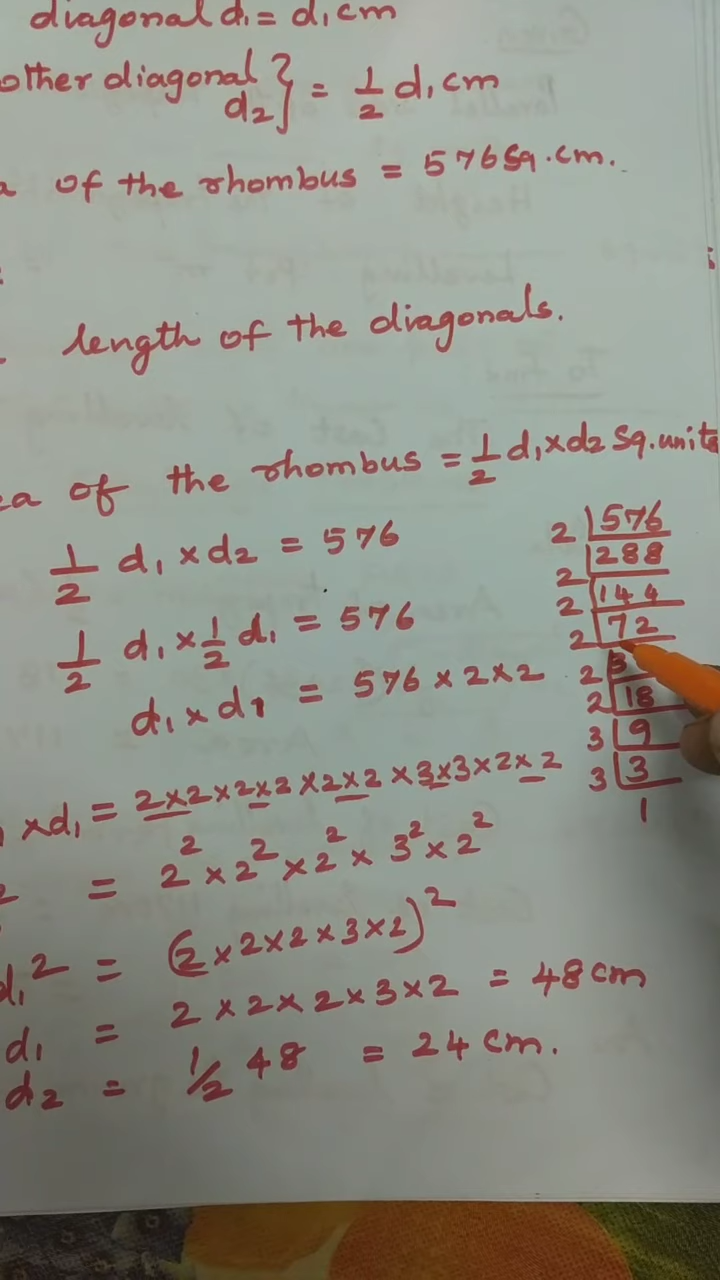 diagonal d₁ = d₁ cm
other diagonal d₂ } = 1/2 d₁ cm
of the rhombus = 576 Sq.cm.
length of the diagonals.
of the rhombus = 1/2 d₁ x d₂ Sq.units
1/2 d₁ x d₂ = 576
1/2 d₁ x 1/2 d₁ = 576
d₁ x d₁ = 576 x 2 x 2
x d₁ = 2 x 2 x 2 x 2 x 2 x 2 x 3 x 3 x 2 x 2
= 2² x 2² x 2² x 3² x 2²
d₁² = (2 x 2 x 2 x 3 x 2)²
d₁ = 2 x 2 x 2 x 3 x 2 = 48 cm
d₂ = 1/2 48 = 24 cm.
2 | 576
2 | 288
2 | 144
2 | 72
2 | 3
2 | 18
3 | 9
3 | 3
1